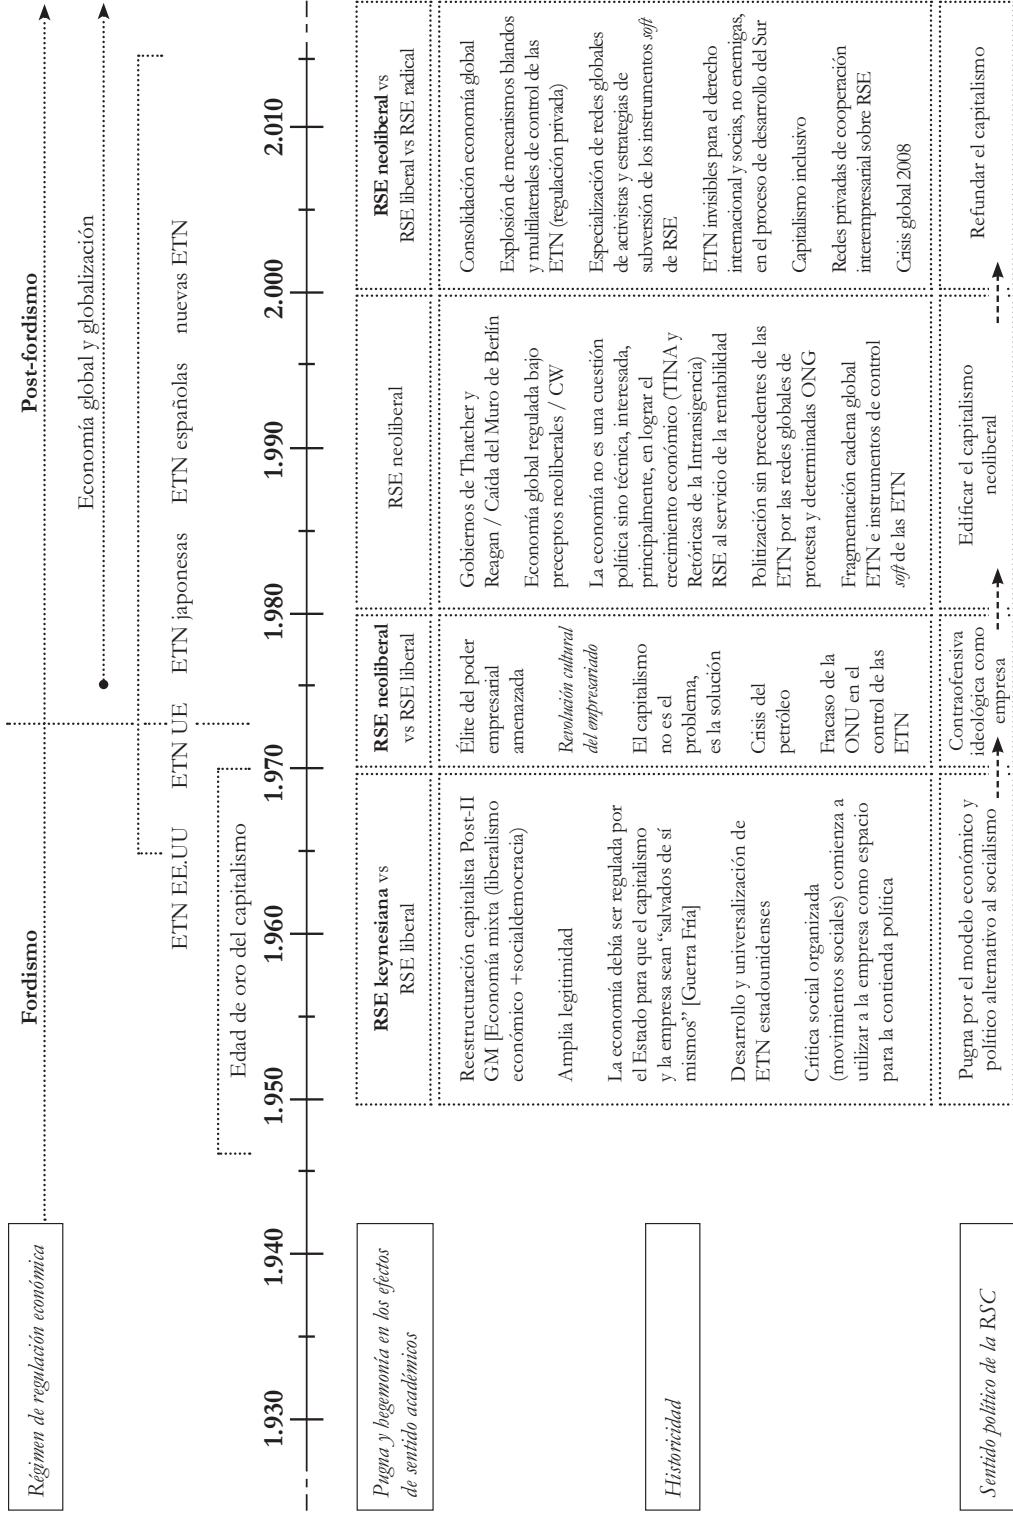 Régimen de regulación económica
Fordismo
Post-fordismo
Economía global y globalización
ETN EE.UU
ETN UE
ETN japonesas
ETN españolas
nuevas ETN
Edad de oro del capitalismo
1.930
1.940
1.950
1.960
1.970
1.980
1.990
2.000
2.010
Pugna y hegemonía en los efectos
de sentido académicos
RSE keynesiana vs
RSE liberal
RSE neoliberal
vs RSE liberal
RSE neoliberal
RSE neoliberal vs
RSE liberal vs RSE radical
Historicidad
Reestructuración capitalista Post-II
GM [Economía mixta (liberalismo
económico +socialdemocracia)
Amplia legitimidad
La economía debía ser regulada por
el Estado para que el capitalismo
y la empresa sean “salvados de sí
mismos” [Guerra Fría]
Desarrollo y universalización de
ETN estadounidenses
Crítica social organizada
(movimientos sociales) comienza a
utilizar a la empresa como espacio
para la contienda política
Élite del poder
empresarial
amenazada
Revolución cultural
del empresariado
El capitalismo
no es el
problema,
es la solución
Crisis del
petróleo
Fracaso de la
ONU en el
control de las
ETN
Gobiernos de Thatcher y
Reagan / Caída del Muro de Berlín
Economía global regulada bajo
preceptos neoliberales / CW
La economía no es una cuestión
política sino técnica, interesada,
principalmente, en lograr el
crecimiento económico (TINA y
Retóricas de la Intransigencia)
RSE al servicio de la rentabilidad
Politización sin precedentes de las
ETN por las redes globales de
protesta y determinadas ONG
Fragmentación cadena global
ETN e instrumentos de control
soft de las ETN
Consolidación economía global
Explosión de mecanismos blandos
y multilaterales de control de las
ETN (regulación privada)
Especialización de redes globales
de activistas y estrategias de
subversión de los instrumentos soft
de RSE
ETN invisibles para el derecho
internacional y socias, no enemigas,
en el proceso de desarrollo del Sur
Capitalismo inclusivo
Redes privadas de cooperación
interempresarial sobre RSE
Crisis global 2008
Sentido político de la RSC
Pugna por el modelo económico y
político alternativo al socialismo
Contraofensiva
ideológica como
empresa
Edificar el capitalismo
neoliberal
Refundar el capitalismo